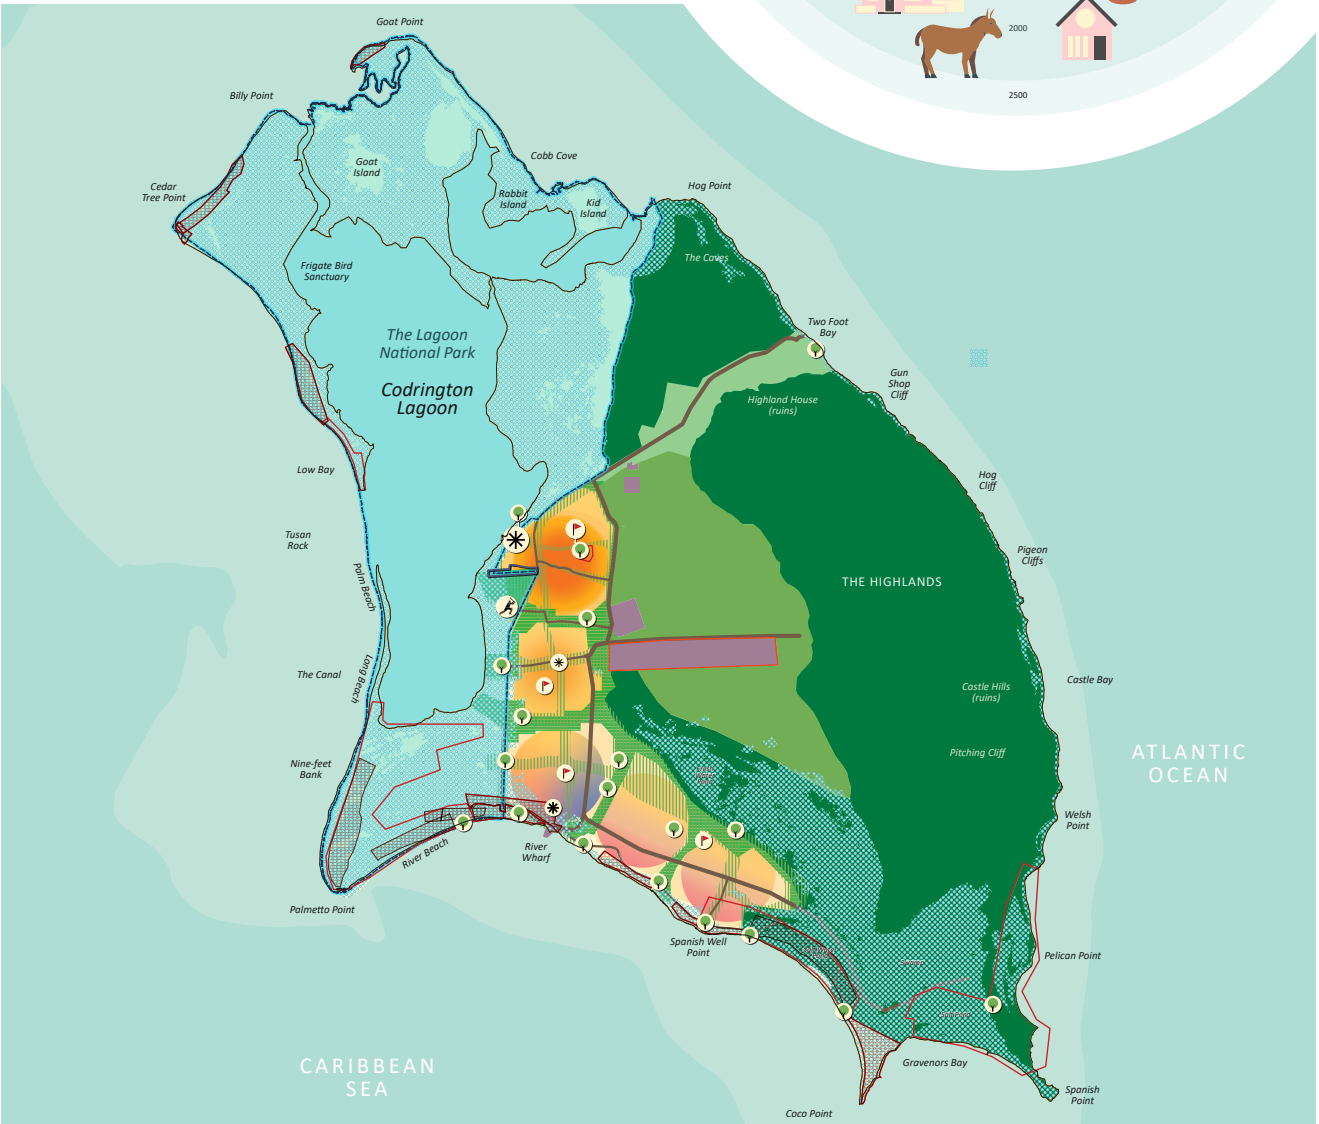 Goat Point
2000
2500
Billy Point
Cobb Cove
Goat
Island
Cedar
Tree Point
Rabbit
Island
Kid
Island
Hog Point
The Caves
Frigate Bird
Sanctuary
The Lagoon
National Park
Codrington
Lagoon
Two Foot
Bay
Gun
Shop
Cliff
Highland House
(ruins)
Low Bay
Hog
Cliff
Tusan
Rock
Pigeon
Cliffs
Palm Beach
THE HIGHLANDS
The Canal
Long Beach
Castle Hills
(ruins)
Castle Bay
Pitching Cliff
ATLANTIC
OCEAN
Nine-feet
Bank
Welsh
Point
River Beach
River
Wharf
Palmetto Point
Spanish Well
Point
Swamp
Pelican Point
Gravenors Bay
CARIBBEAN
SEA
Spanish
Point
Coco Point